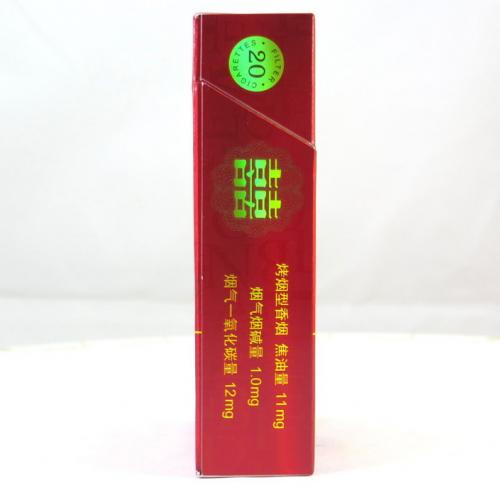 FILTER CIGARETTES
20
囍
烤烟型香烟 焦油量 11mg
烟气烟碱量 1.0mg
烟气一氧化碳量 12mg